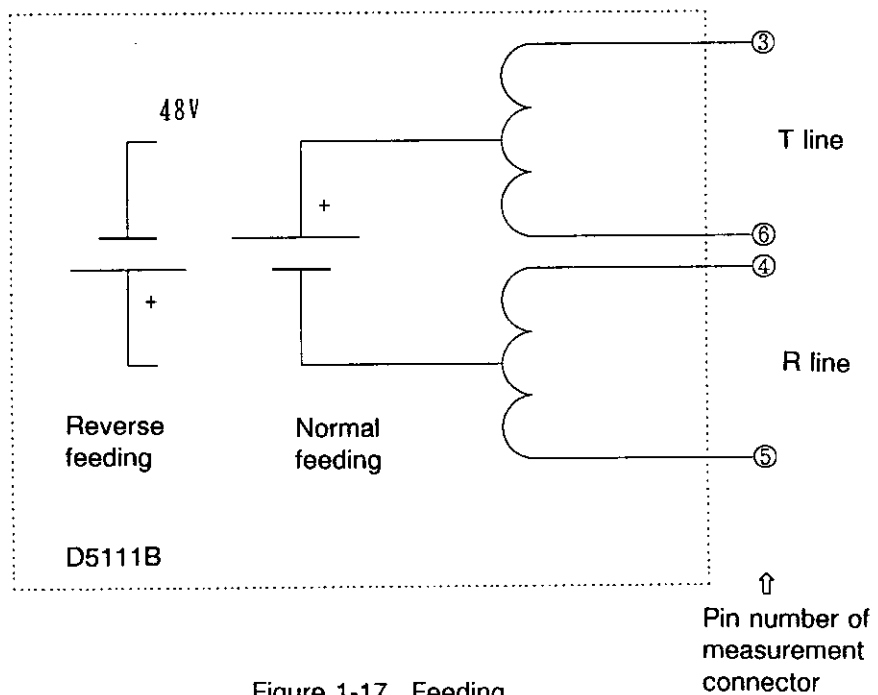 48V
③
T line
+
⑥
④
+
R line
⑤
Reverse
feeding
Normal
feeding
D5111B
⇧
Pin number of
measurement
connector
Figure 1-17 Feeding